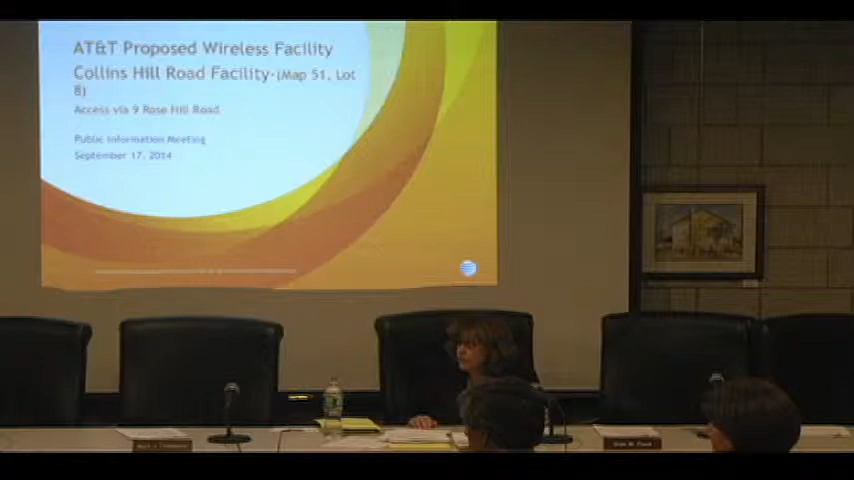 AT&T Proposed Wireless Facility
Collins Hill Road Facility-(Map 51, Lot
8)
Access via 9 Rose Hill Road
Public Information Meeting
September 17, 2014